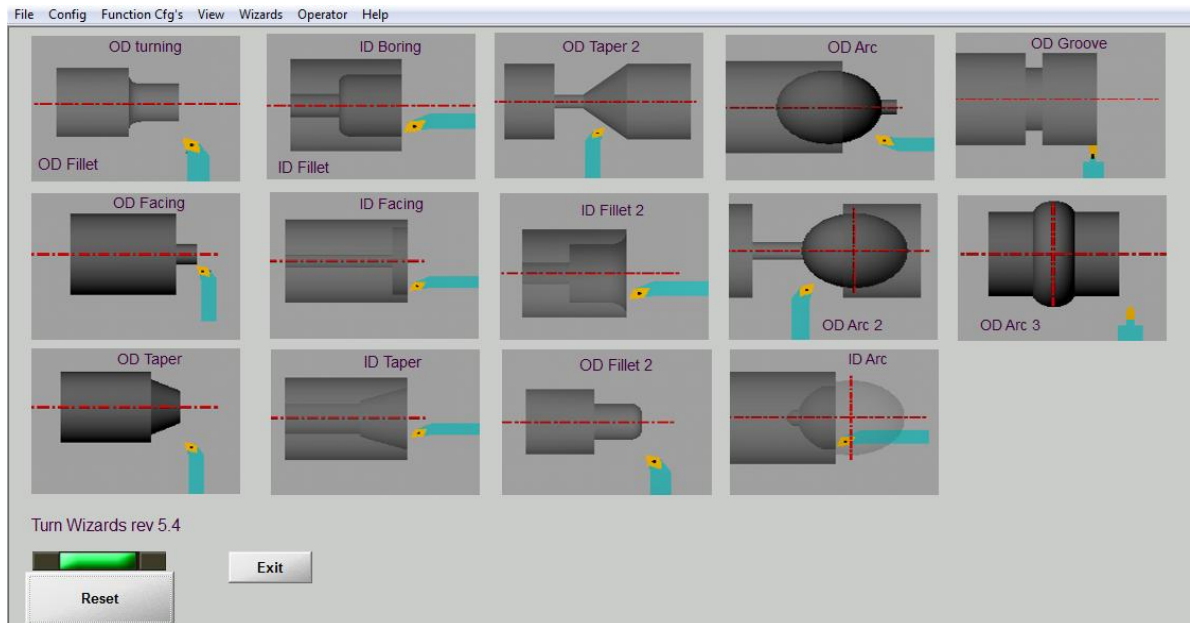 File Config Function Cfg's View Wizards Operator Help
OD turning
OD Fillet
ID Boring
ID Fillet
OD Taper 2
OD Arc
OD Groove
OD Facing
ID Facing
ID Fillet 2
OD Arc 2
OD Arc 3
OD Taper
ID Taper
OD Fillet 2
ID Arc
Turn Wizards rev 5.4
Exit
Reset